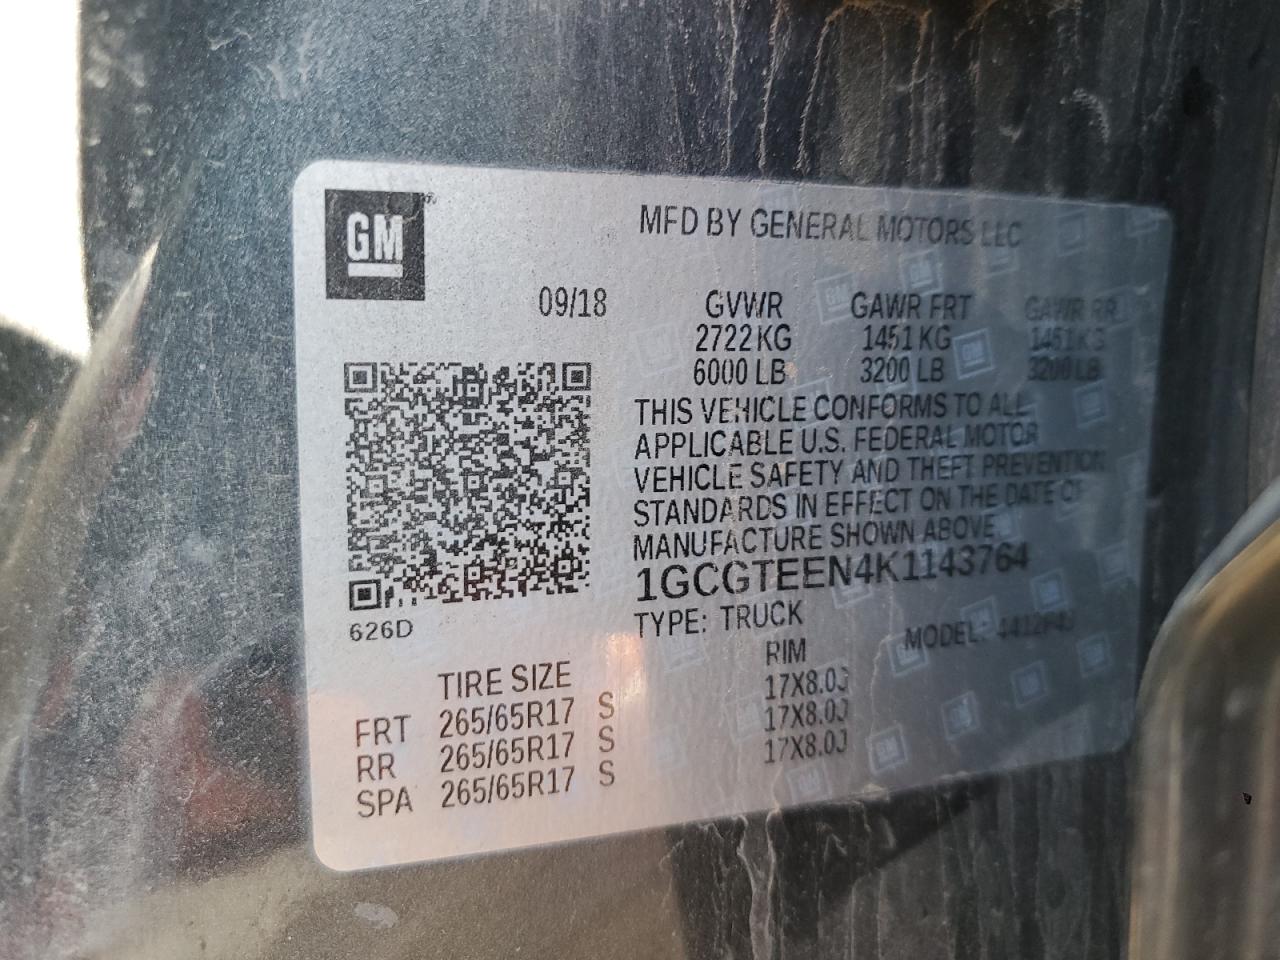 GM
MFD BY GENERAL MOTORS LLC
09/18 GVWR GAWR FRT GAWR RR
2722 KG 1451 KG 1451 KG
6000 LB 3200 LB 3200 LB
THIS VEHICLE CONFORMS TO ALL
APPLICABLE U.S. FEDERAL MOTOR
VEHICLE SAFETY AND THEFT PREVENTION
STANDARDS IN EFFECT ON THE DATE OF
MANUFACTURE SHOWN ABOVE
1GCGTEEN4K1143764
626D
TYPE: TRUCK MODEL:
TIRE SIZE RIM
FRT 265/65R17 S 17X8.0J
RR 265/65R17 S 17X8.0J
SPA 265/65R17 S 17X8.0J